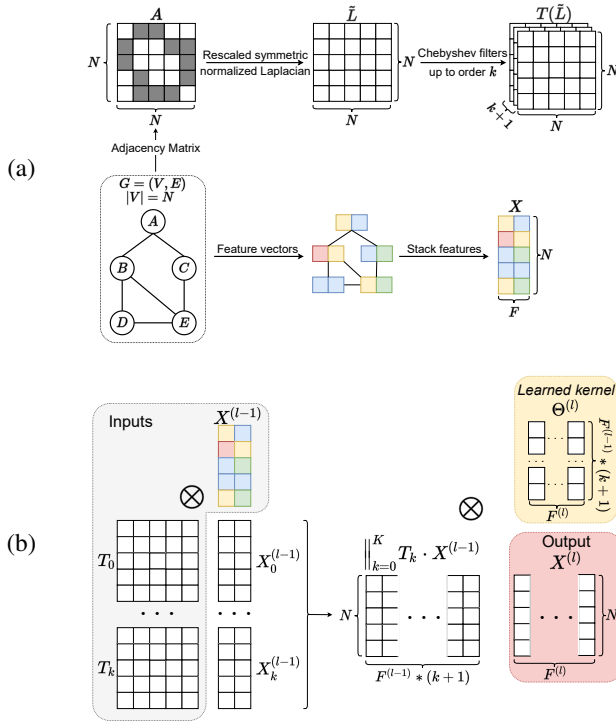 A
L̃
T(L̃)
N
Rescaled symmetric
normalized Laplacian
N
Chebyshev filters
up to order k
N
k+1
N
N
N
Adjacency Matrix
(a)
G = (V, E)
|V| = N
A
B
C
D
E
Feature vectors
Stack features
X
N
F
Inputs
X^(l-1)
⊗
Learned kernel
Θ^(l)
. . .
. . . . . .
. . .
F^(l-1) * (k+1)
F^(l)
⊗
(b)
T_0
X_0^(l-1)
. . .
T_k
X_k^(l-1)
‖_{k=0}^{K} T_k · X^(l-1)
N
. . .
F^(l-1) * (k+1)
Output
X^(l)
. . .
N
F^(l)